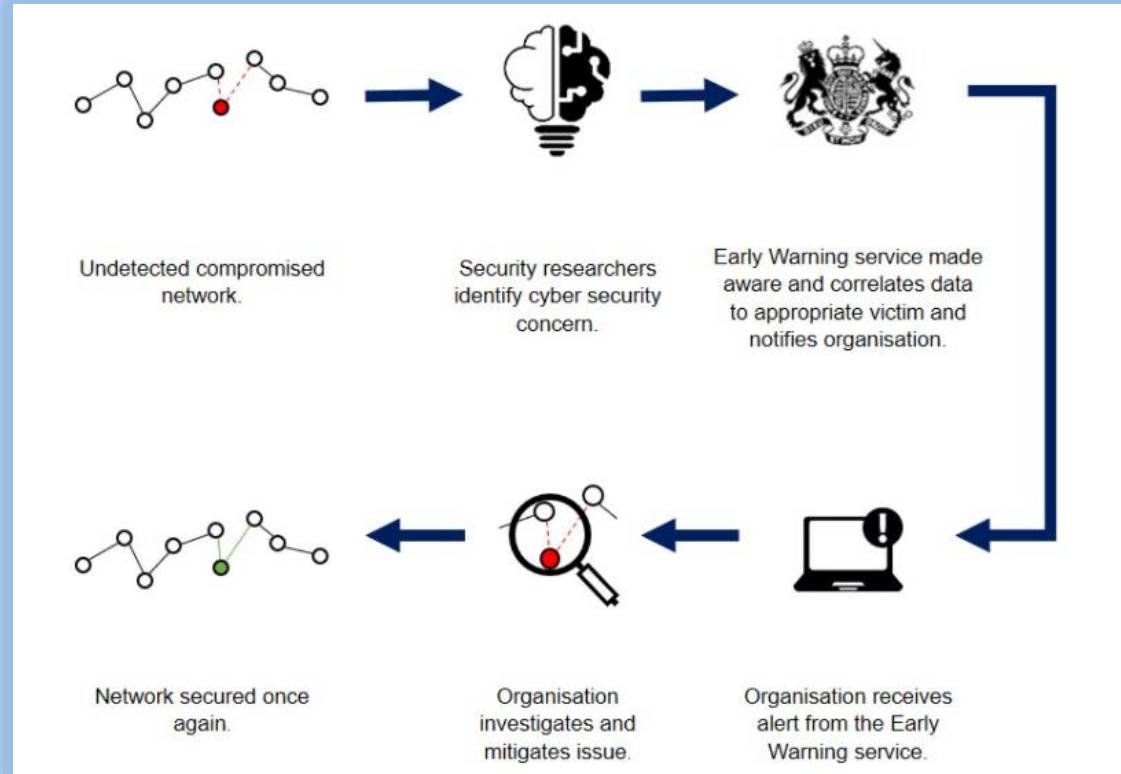 Undetected compromised
network.
Security researchers
identify cyber security
concern.
Early Warning service made
aware and correlates data
to appropriate victim and
notifies organisation.
Network secured once
again.
Organisation
investigates and
mitigates issue.
Organisation receives
alert from the Early
Warning service.